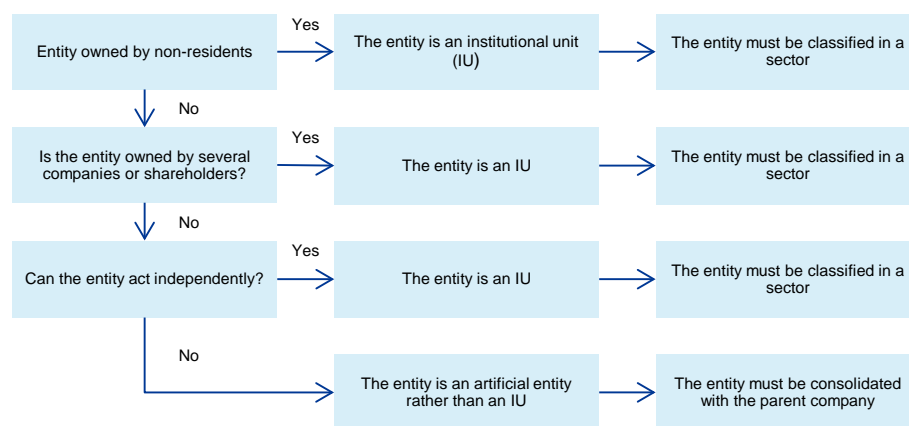 Yes
Entity owned by non-residents
The entity is an institutional unit
(IU)
The entity must be classified in a
sector
No
Yes
Is the entity owned by several
companies or shareholders?
The entity is an IU
The entity must be classified in a
sector
No
Yes
Can the entity act independently?
The entity is an IU
The entity must be classified in a
sector
No
The entity is an artificial entity
rather than an IU
The entity must be consolidated
with the parent company